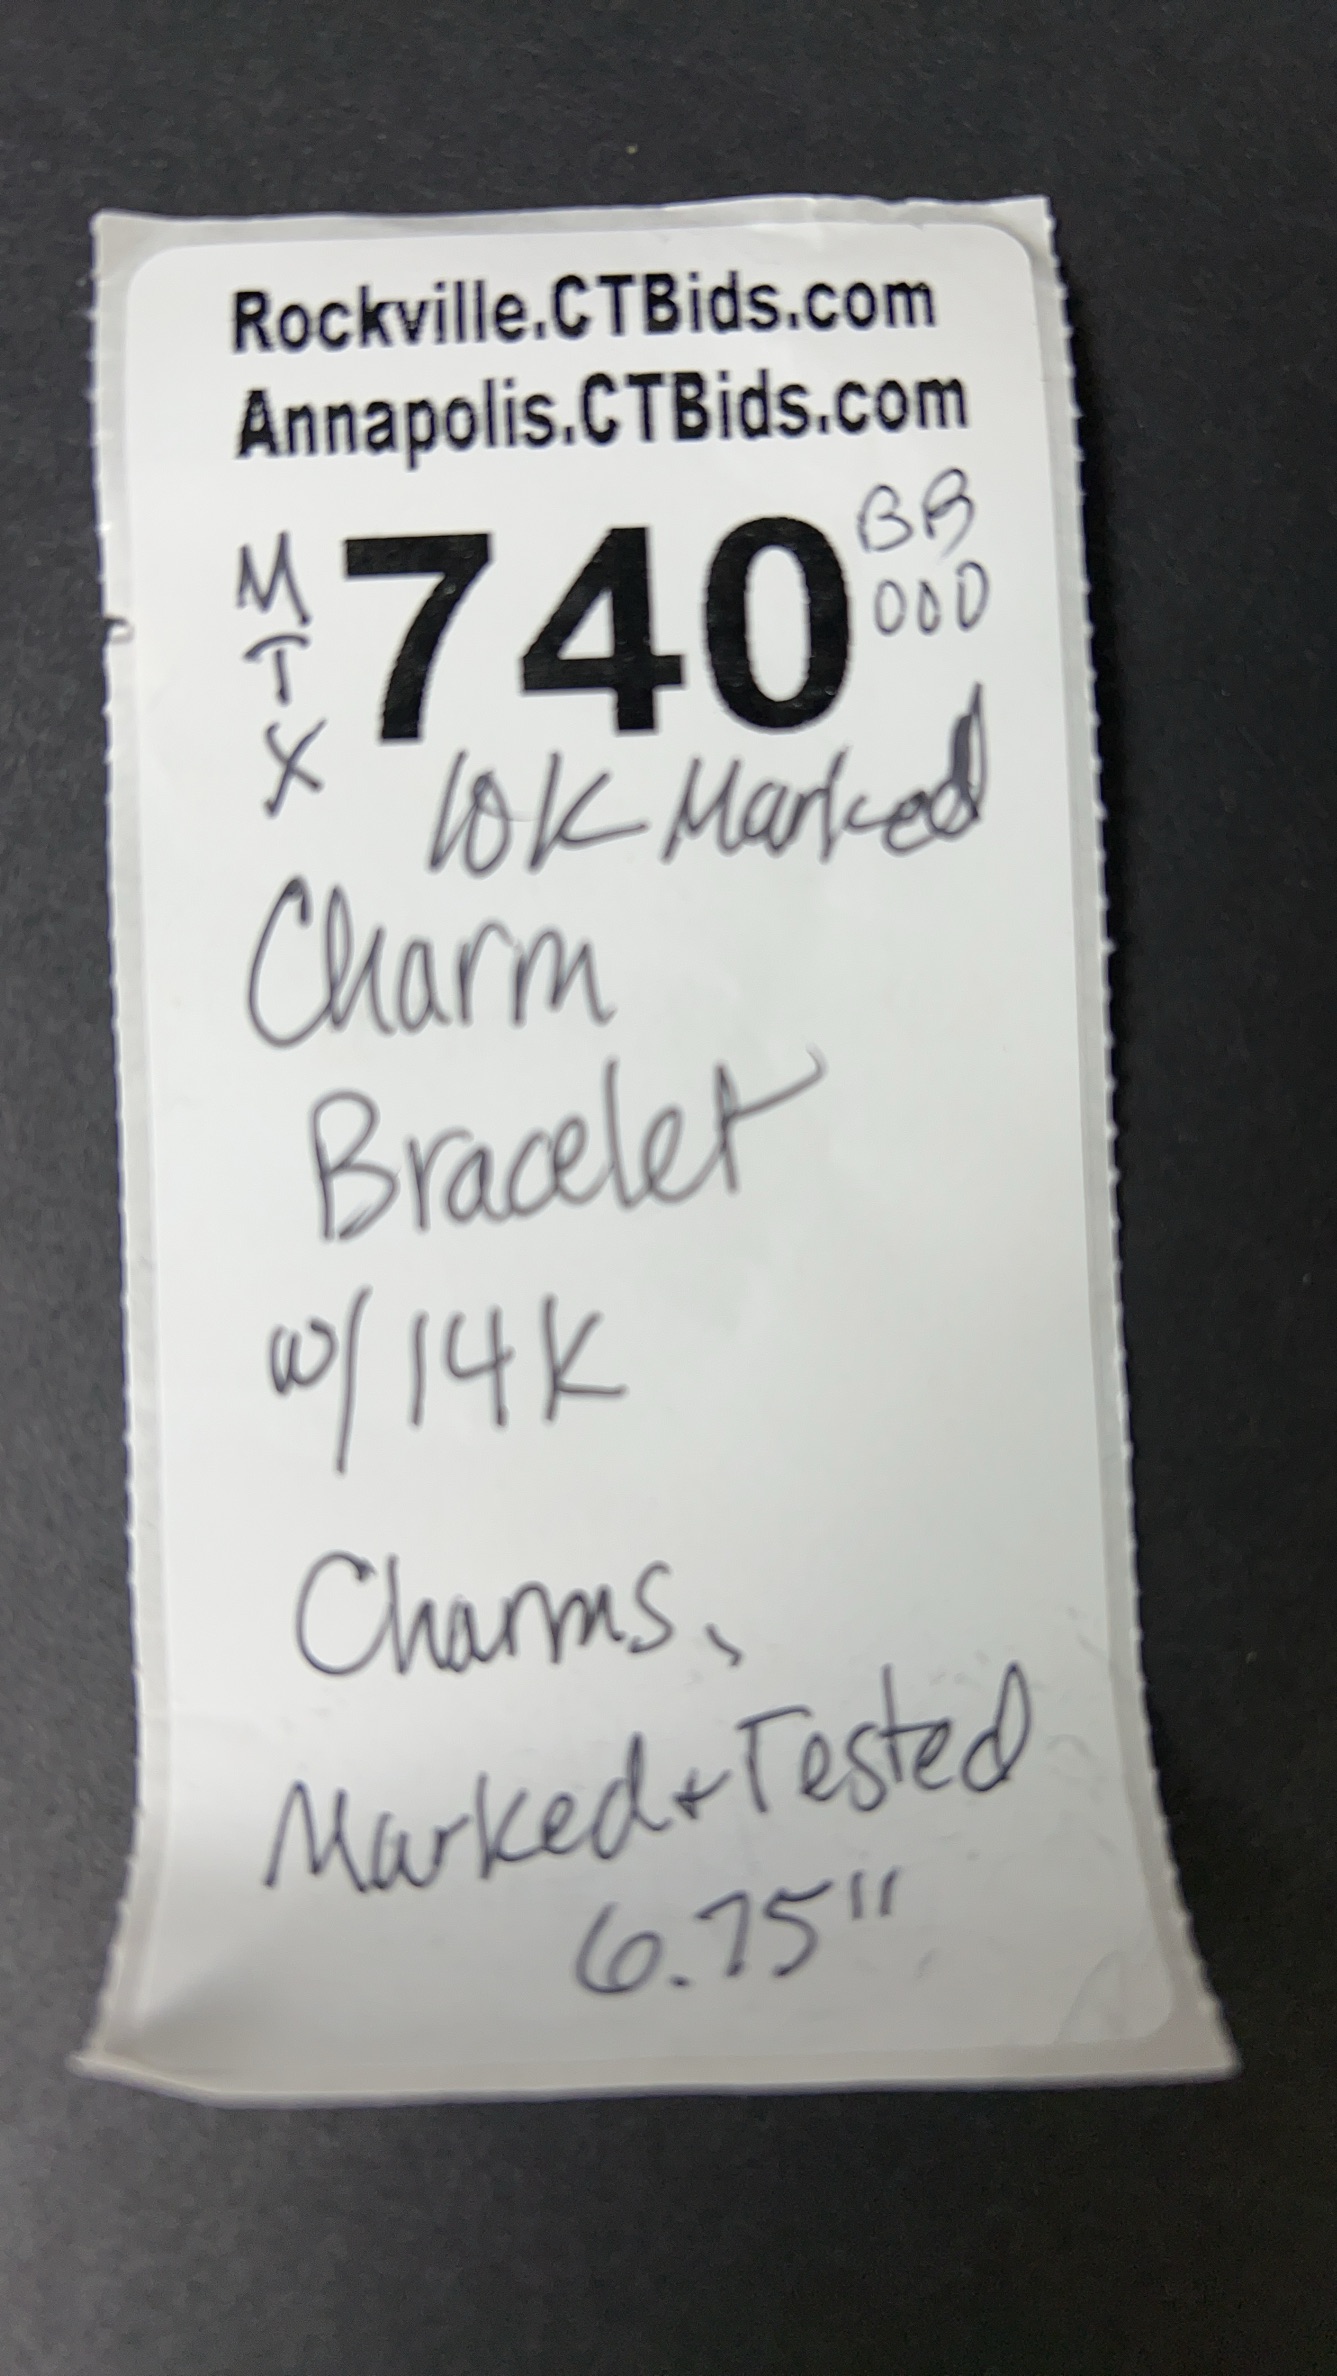 Rockville.CTBids.com
Annapolis.CTBids.com
MTX 740 BB 000
10K Marked
Charm
Bracelet
w/ 14K
Charms,
Marked + Tested
6.75"